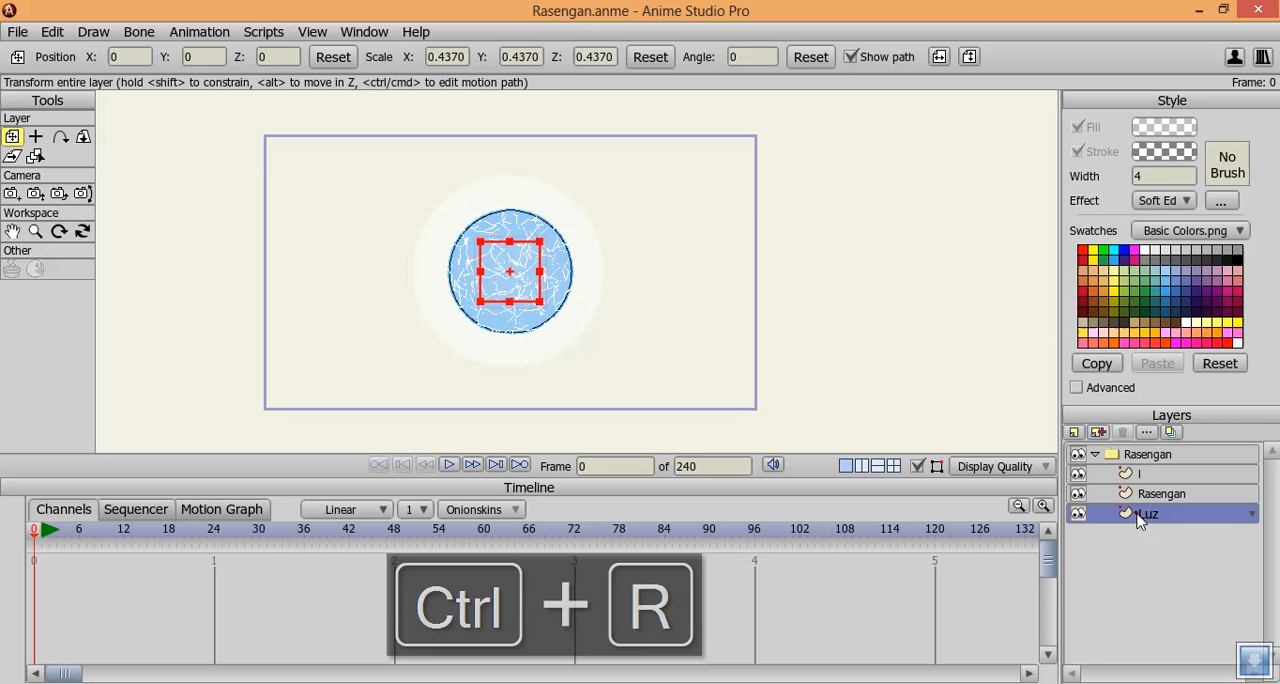 Rasengan.anme - Anime Studio Pro
File Edit Draw Bone Animation Scripts View Window Help
Position X: 0 Y: 0 Z: 0 Reset Scale X: 0.4370 Y: 0.4370 Z: 0.4370 Reset Angle: 0 Reset Show path
Transform entire layer (hold <shift> to constrain, <alt> to move in Z, <ctrl/cmd> to edit motion path) Frame: 0
Tools
Layer
Camera
Workspace
Other
Style
Fill
Stroke
No Brush
Width 4
Effect Soft Ed ...
Swatches Basic Colors.png
Copy Paste Reset
Advanced
Layers
Rasengan
I
Rasengan
Luz
Frame 0 of 240 Display Quality
Timeline
Channels Sequencer Motion Graph Linear 1 Onionskins
0 6 12 18 24 30 36 42 48 54 60 66 72 78 84 90 96 102 108 114 120 126 132
0 1 2 3 4 5
Ctrl + R